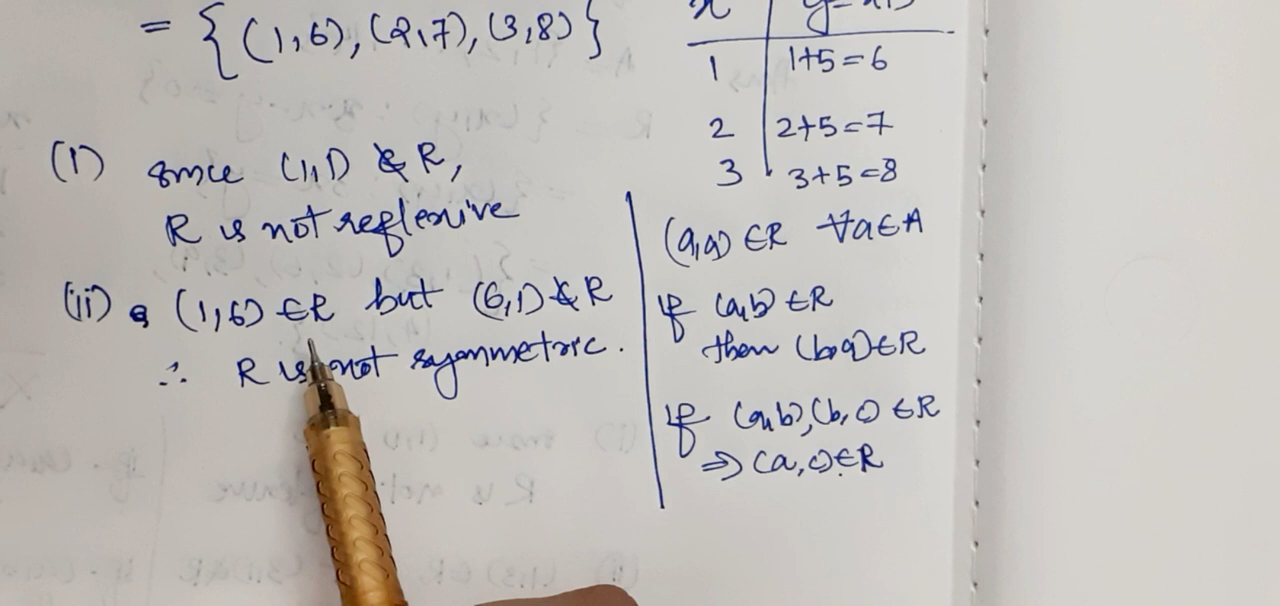 = {(1,6), (2,7), (3,8)}
x
1 1+5=6
2 2+5=7
3 3+5=8
(i) since (1,1) ∉ R,
R is not reflexive
(ii) (1,6) ∈ R but (6,1) ∉ R
∴ R is not symmetric.
(a,a) ∈ R ∀ a ∈ A
if (a,b) ∈ R
then (b,a) ∈ R
if (a,b), (b,c) ∈ R
⇒ (a,c) ∈ R